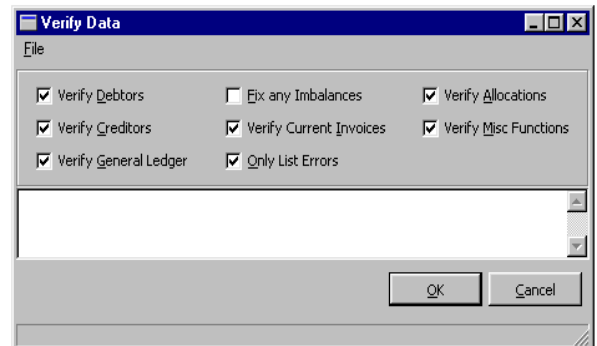 Verify Data
File
Verify Debtors Fix any Imbalances Verify Allocations
Verify Creditors Verify Current Invoices Verify Misc Functions
Verify General Ledger Only List Errors
OK Cancel